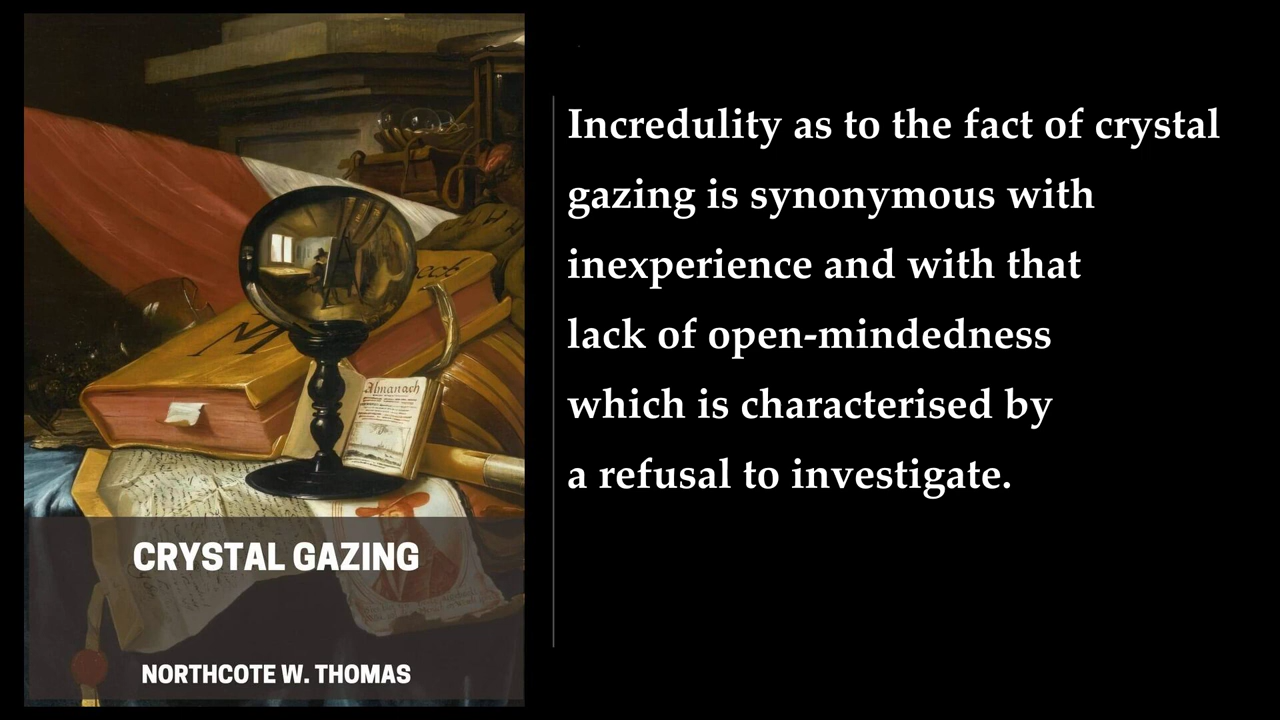 Incredulity as to the fact of crystal
gazing is synonymous with
inexperience and with that
lack of open-mindedness
which is characterised by
a refusal to investigate.
M
Almanach
CRYSTAL GAZING
NORTHCOTE W. THOMAS